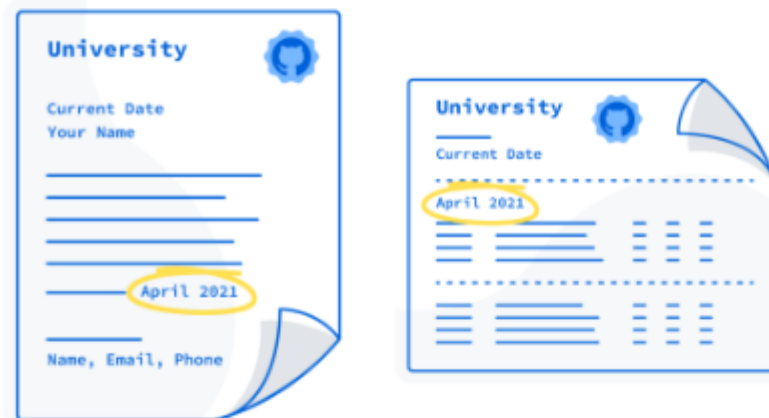 University
Current Date
Your Name
April 2021
Name, Email, Phone
University
Current Date
April 2021